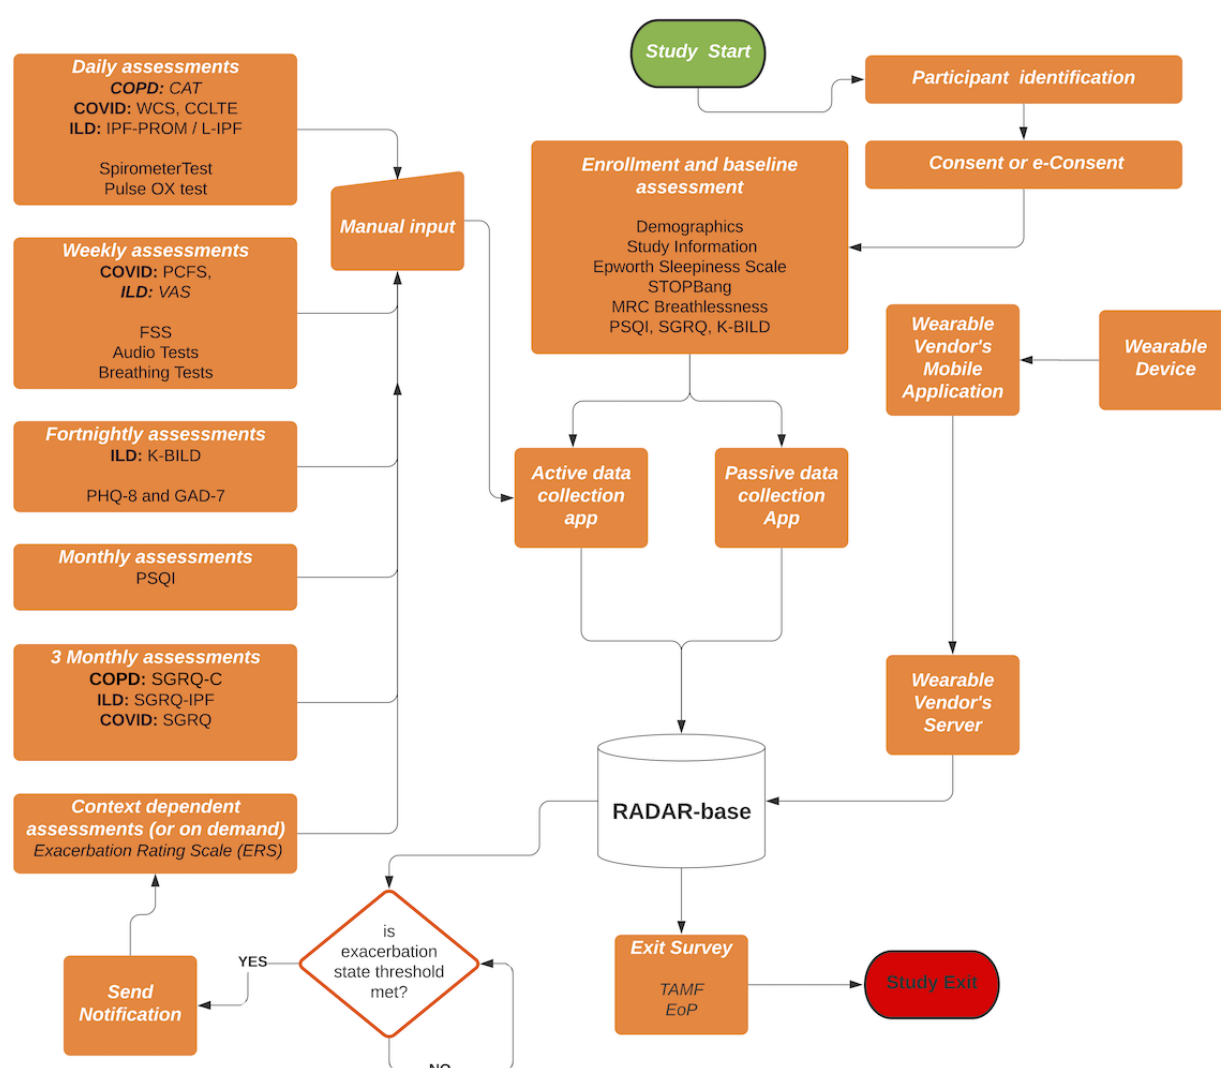 Study Start
Participant identification
Consent or e-Consent
Daily assessments
COPD: CAT
COVID: WCS, CCLTE
ILD: IPF-PROM / L-IPF
SpirometerTest
Pulse OX test
Manual input
Enrollment and baseline
assessment
Demographics
Study Information
Epworth Sleepiness Scale
STOPBang
MRC Breathlessness
PSQI, SGRQ, K-BILD
Weekly assessments
COVID: PCFS,
ILD: VAS
FSS
Audio Tests
Breathing Tests
Wearable
Vendor's
Mobile
Application
Wearable
Device
Fortnightly assessments
ILD: K-BILD
PHQ-8 and GAD-7
Active data
collection
app
Passive data
collection
App
Monthly assessments
PSQI
3 Monthly assessments
COPD: SGRQ-C
ILD: SGRQ-IPF
COVID: SGRQ
Wearable
Vendor's
Server
RADAR-base
Context dependent
assessments (or on demand)
Exacerbation Rating Scale (ERS)
is
exacerbation
state threshold
met?
YES
Send
Notification
NO
Exit Survey
TAMF
EoP
Study Exit